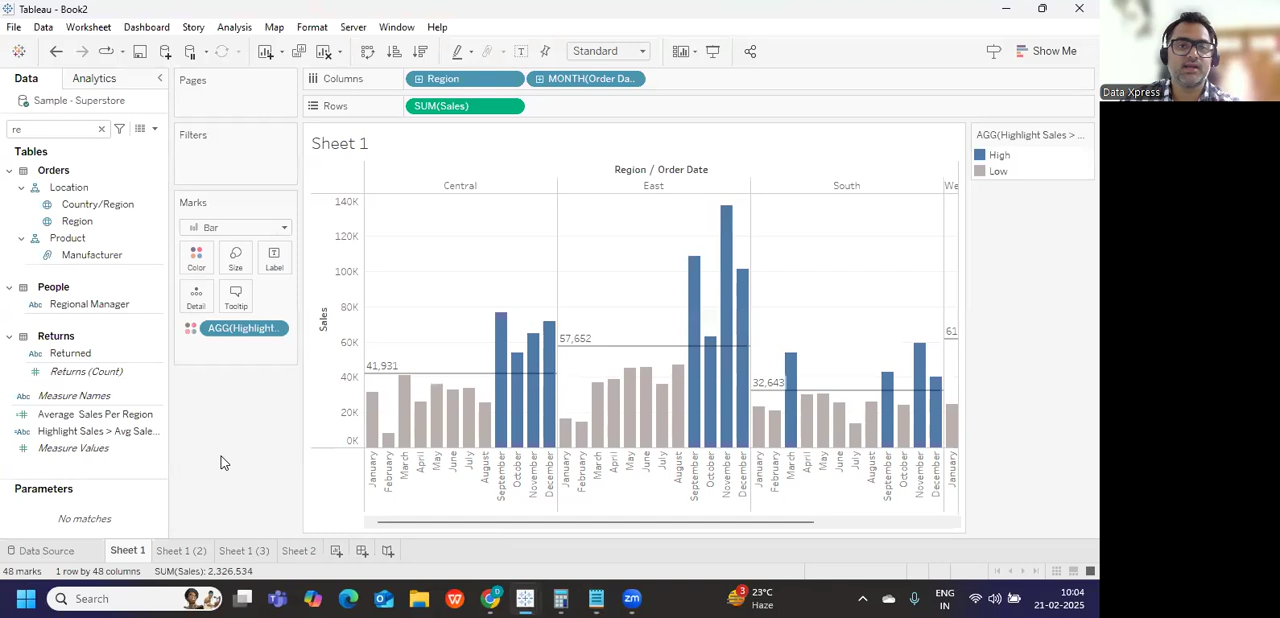 Tableau - Book2
File Data Worksheet Dashboard Story Analysis Map Format Server Window Help
Standard
Show Me
Data Analytics
Sample - Superstore
re
Tables
Orders
Location
Country/Region
Region
Product
Manufacturer
People
Regional Manager
Returns
Returned
Returns (Count)
Measure Names
Average Sales Per Region
Highlight Sales > Avg Sale...
Measure Values
Parameters
No matches
Pages
Filters
Marks
Bar
Color Size Label
Detail Tooltip
AGG(Highlight..
Columns Region MONTH(Order Da..
Rows SUM(Sales)
Sheet 1
Region / Order Date
Central East South We
140K
120K
100K
80K
60K
40K
20K
0K
Sales
41,931
57,652
32,643
61
January February March April May June July August September October November December January February March April May June July August September October November December January February March April May June July August September October November December January
AGG(Highlight Sales > ...
High
Low
Data Xpress
Data Source Sheet 1 Sheet 1 (2) Sheet 1 (3) Sheet 2
48 marks 1 row by 48 columns SUM(Sales): 2,326,534
Search
3
23°C
Haze
ENG
IN
10:04
21-02-2025